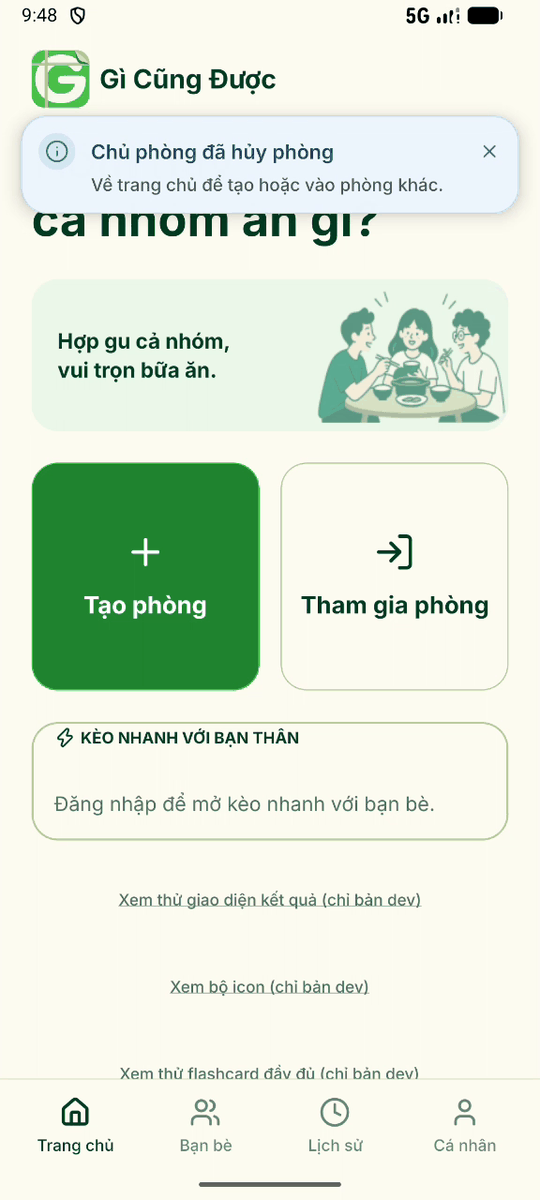 9:48
5G
Gì Cũng Được
Chủ phòng đã hủy phòng
Về trang chủ để tạo hoặc vào phòng khác.
cả nhóm ăn gì?
Hợp gu cả nhóm,
vui trọn bữa ăn.
Tạo phòng
Tham gia phòng
KÈO NHANH VỚI BẠN THÂN
Đăng nhập để mở kèo nhanh với bạn bè.
Xem thử giao diện kết quả (chỉ bản dev)
Xem bộ icon (chỉ bản dev)
Xem thử flashcard đầy đủ (chỉ bản dev)
Trang chủ
Bạn bè
Lịch sử
Cá nhân